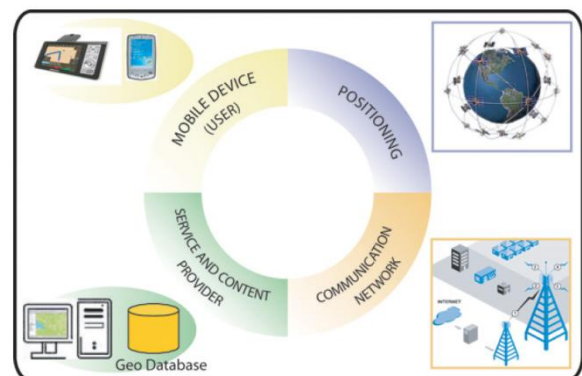 MOBILE DEVICE
(USER)
POSITIONING
SERVICE AND CONTENT
PROVIDER
COMMUNICATION
NETWORK
INTERNET
Geo Database